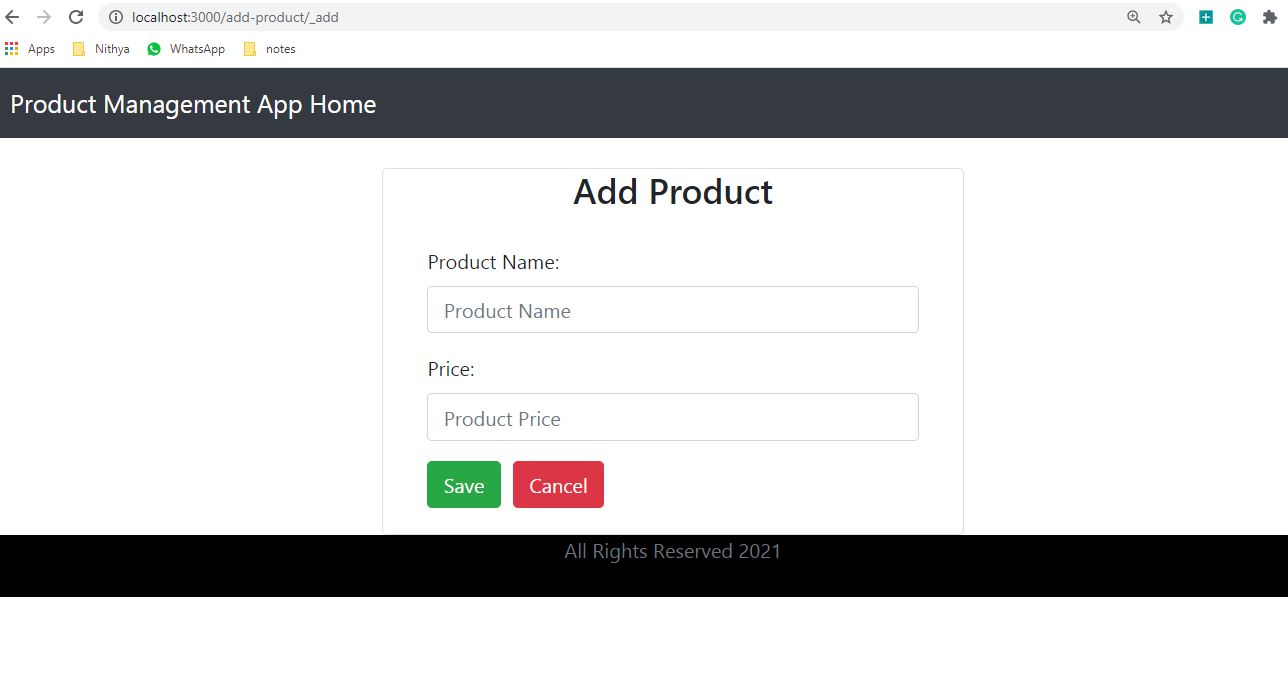 localhost:3000/add-product/_add
Apps Nithya WhatsApp notes
Product Management App Home
Add Product
Product Name:
Product Name
Price:
Product Price
Save Cancel
All Rights Reserved 2021